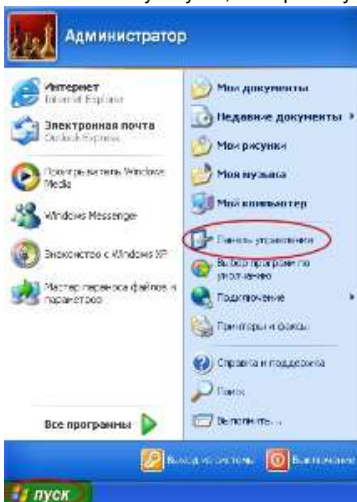 Администратор
Интернет
Internet Explorer
Электронная почта
Outlook Express
Проигрыватель Windows
Media
Windows Messenger
Знакомство с Windows XP
Мастер переноса файлов и
параметров
Все программы
Мои документы
Недавние документы
Мои рисунки
Моя музыка
Мой компьютер
Панель управления
Выбор программ по
умолчанию
Подключение
Принтеры и факсы
Справка и поддержка
Поиск
Выполнить...
Выход из системы
Выключение
пуск